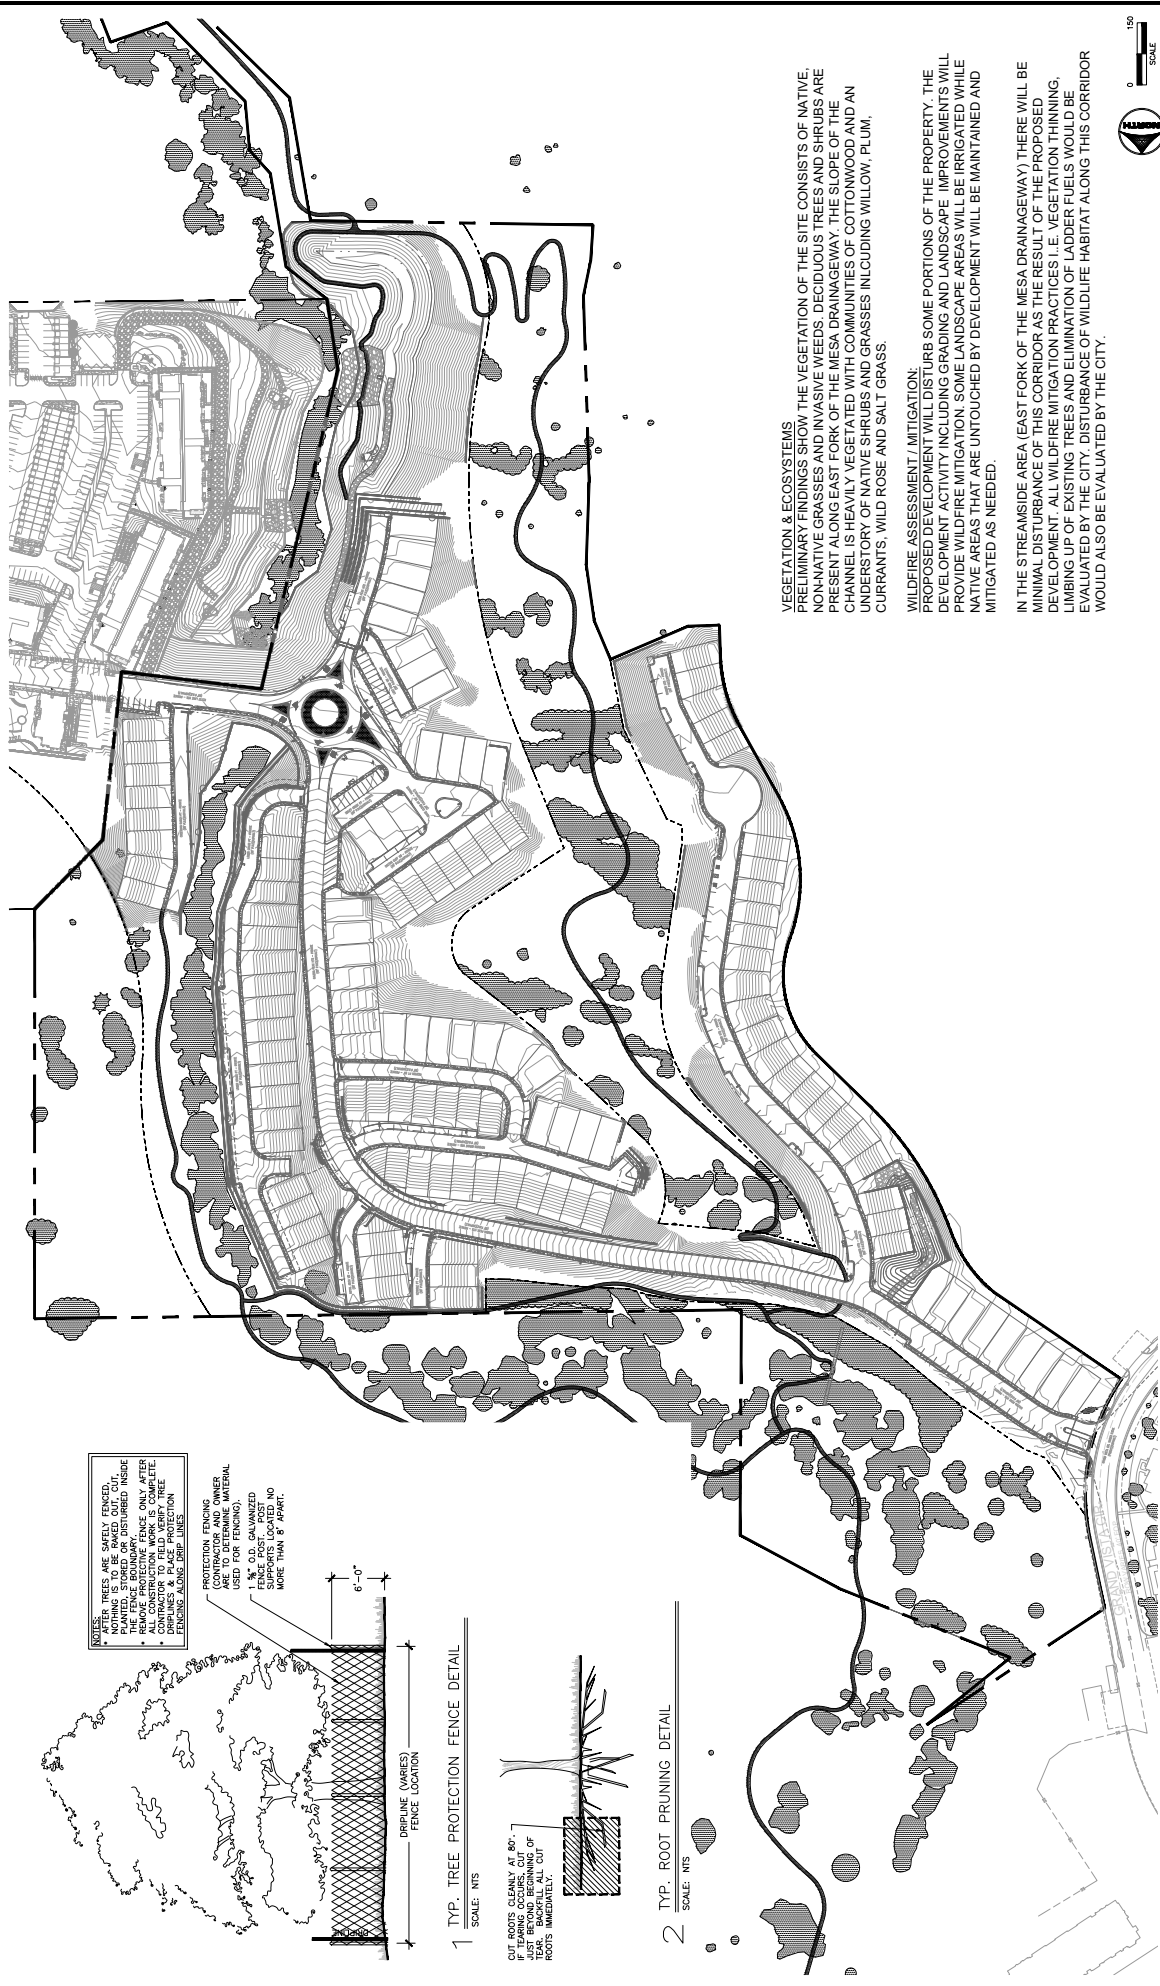 NOTES:
• AFTER TREES ARE SAFELY FENCED,
NOTHING IS TO BE RAKED OUT, CUT,
PLANTED, STORED OR DISTURBED INSIDE
THE FENCE BOUNDARY.
• REMOVE PROTECTIVE FENCE ONLY AFTER
ALL CONSTRUCTION WORK IS COMPLETE.
• CONTRACTOR TO FIELD VERIFY TREE
DRIPLINES & PLACE PROTECTION
FENCING ALONG DRIP LINES
PROTECTION FENCING
(CONTRACTOR AND OWNER
ARE TO DETERMINE MATERIAL
USED FOR FENCING).
1 ⅝" O.D. GALVANIZED
FENCE POST. POST
SUPPORTS LOCATED NO
MORE THAN 8' APART.
6'-0"
DRIPLINE (VARIES)
FENCE LOCATION
1 TYP. TREE PROTECTION FENCE DETAIL
SCALE: NTS
CUT ROOTS CLEANLY AT 80°.
IF TEARING OCCURS, CUT
JUST BEYOND BEGINNING OF
TEAR. BACKFILL ALL CUT
ROOTS IMMEDIATELY.
2 TYP. ROOT PRUNING DETAIL
SCALE: NTS
GRAND VISTA
VEGETATION & ECOSYSTEMS
PRELIMINARY FINDINGS SHOW THE VEGETATION OF THE SITE CONSISTS OF NATIVE,
NON-NATIVE GRASSES AND INVASIVE WEEDS. DECIDUOUS TREES AND SHRUBS ARE
PRESENT ALONG EAST FORK OF THE MESA DRAINAGEWAY. THE SLOPE OF THE
CHANNEL IS HEAVILY VEGETATED WITH COMMUNITIES OF COTTONWOOD AND AN
UNDERSTORY OF NATIVE SHRUBS AND GRASSES INLCUDING WILLOW, PLUM,
CURRANTS, WILD ROSE AND SALT GRASS.
WILDFIRE ASSESSMENT / MITIGATION:
PROPOSED DEVELOPMENT WILL DISTURB SOME PORTIONS OF THE PROPERTY. THE
DEVELOPMENT ACTIVITY INCLUDING GRADING AND LANDSCAPE IMPROVEMENTS WILL
PROVIDE WILDFIRE MITIGATION. SOME LANDSCAPE AREAS WILL BE IRRIGATED WHILE
NATIVE AREAS THAT ARE UNTOUCHED BY DEVELOPMENT WILL BE MAINTAINED AND
MITIGATED AS NEEDED.
IN THE STREAMSIDE AREA (EAST FORK OF THE MESA DRAINAGEWAY) THERE WILL BE
MINIMAL DISTURBANCE OF THIS CORRIDOR AS THE RESULT OF THE PROPOSED
DEVELOPMENT. ALL WILDFIRE MITIGATION PRACTICES I..E. VEGETATION THINNING,
LIMBING UP OF EXISTING TREES AND ELIMINATION OF LADDER FUELS WOULD BE
EVALUATED BY THE CITY. DISTURBANCE OF WILDLIFE HABITAT ALONG THIS CORRIDOR
WOULD ALSO BE EVALUATED BY THE CITY.
NORTH
0 150
SCALE